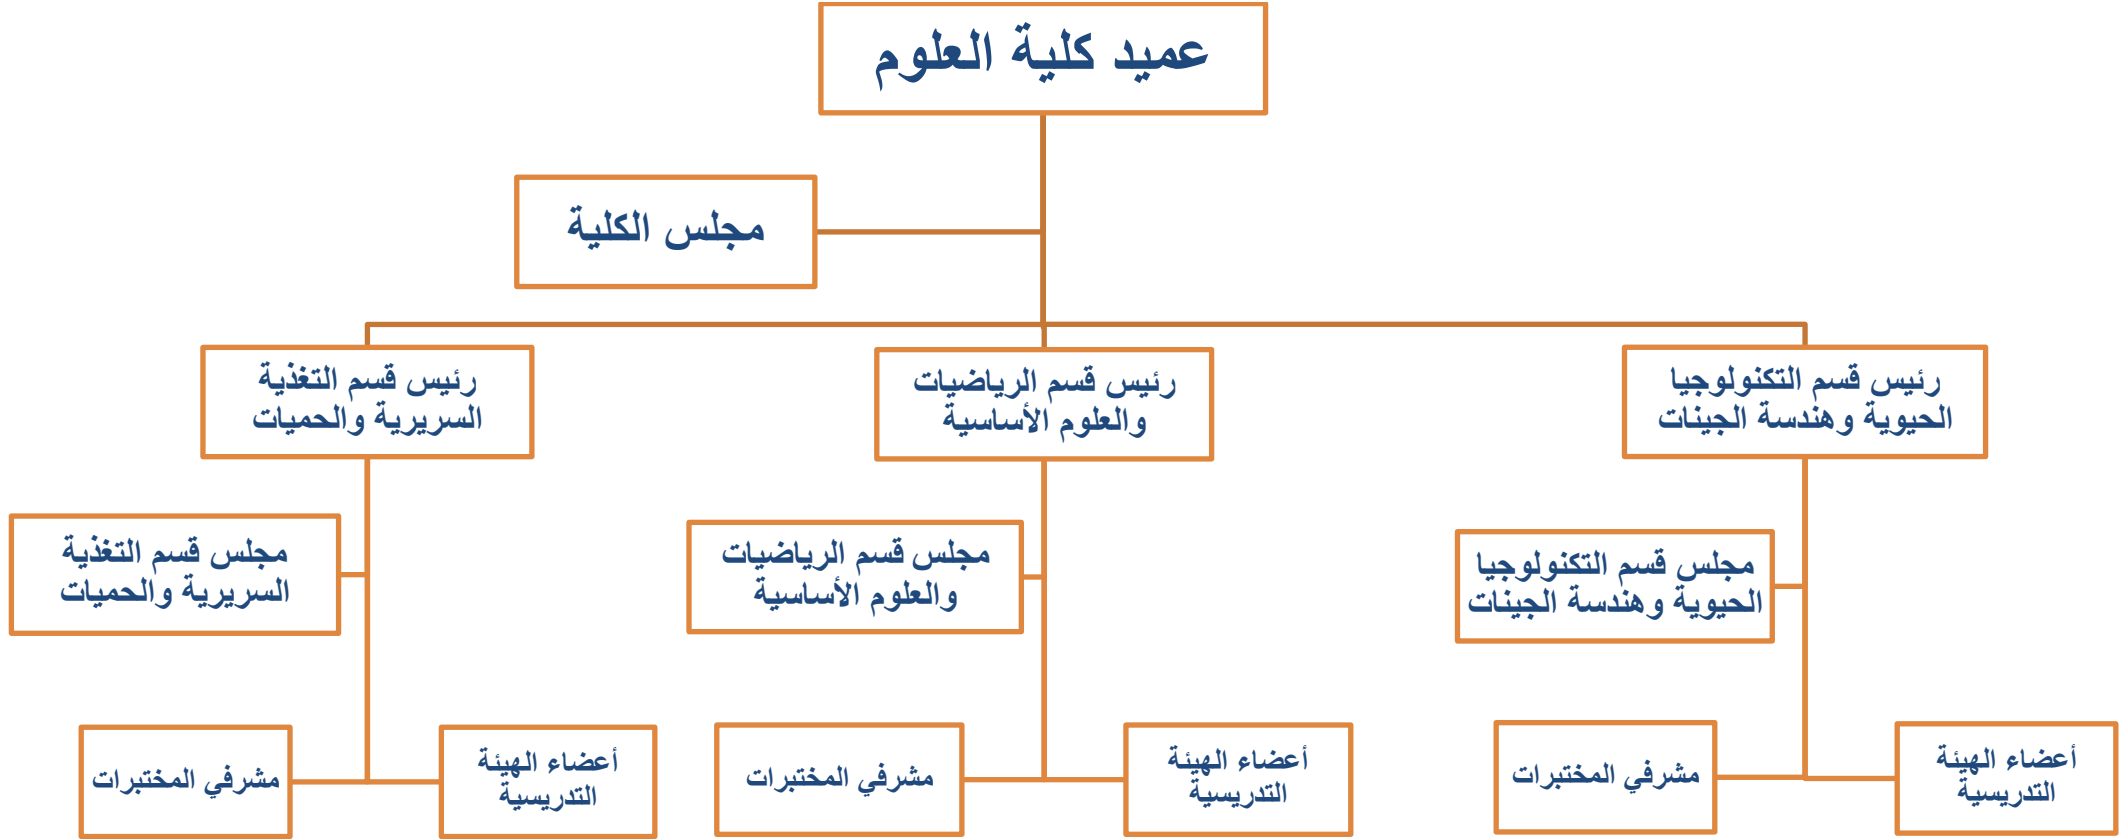 عميد كلية العلوم
مجلس الكلية
رئيس قسم التكنولوجيا
الحيوية وهندسة الجينات
رئيس قسم الرياضيات
والعلوم الأساسية
رئيس قسم التغذية
السريرية والحميات
مجلس قسم التكنولوجيا
الحيوية وهندسة الجينات
مجلس قسم الرياضيات
والعلوم الأساسية
مجلس قسم التغذية
السريرية والحميات
أعضاء الهيئة
التدريسية
مشرفي المختبرات
أعضاء الهيئة
التدريسية
مشرفي المختبرات
أعضاء الهيئة
التدريسية
مشرفي المختبرات